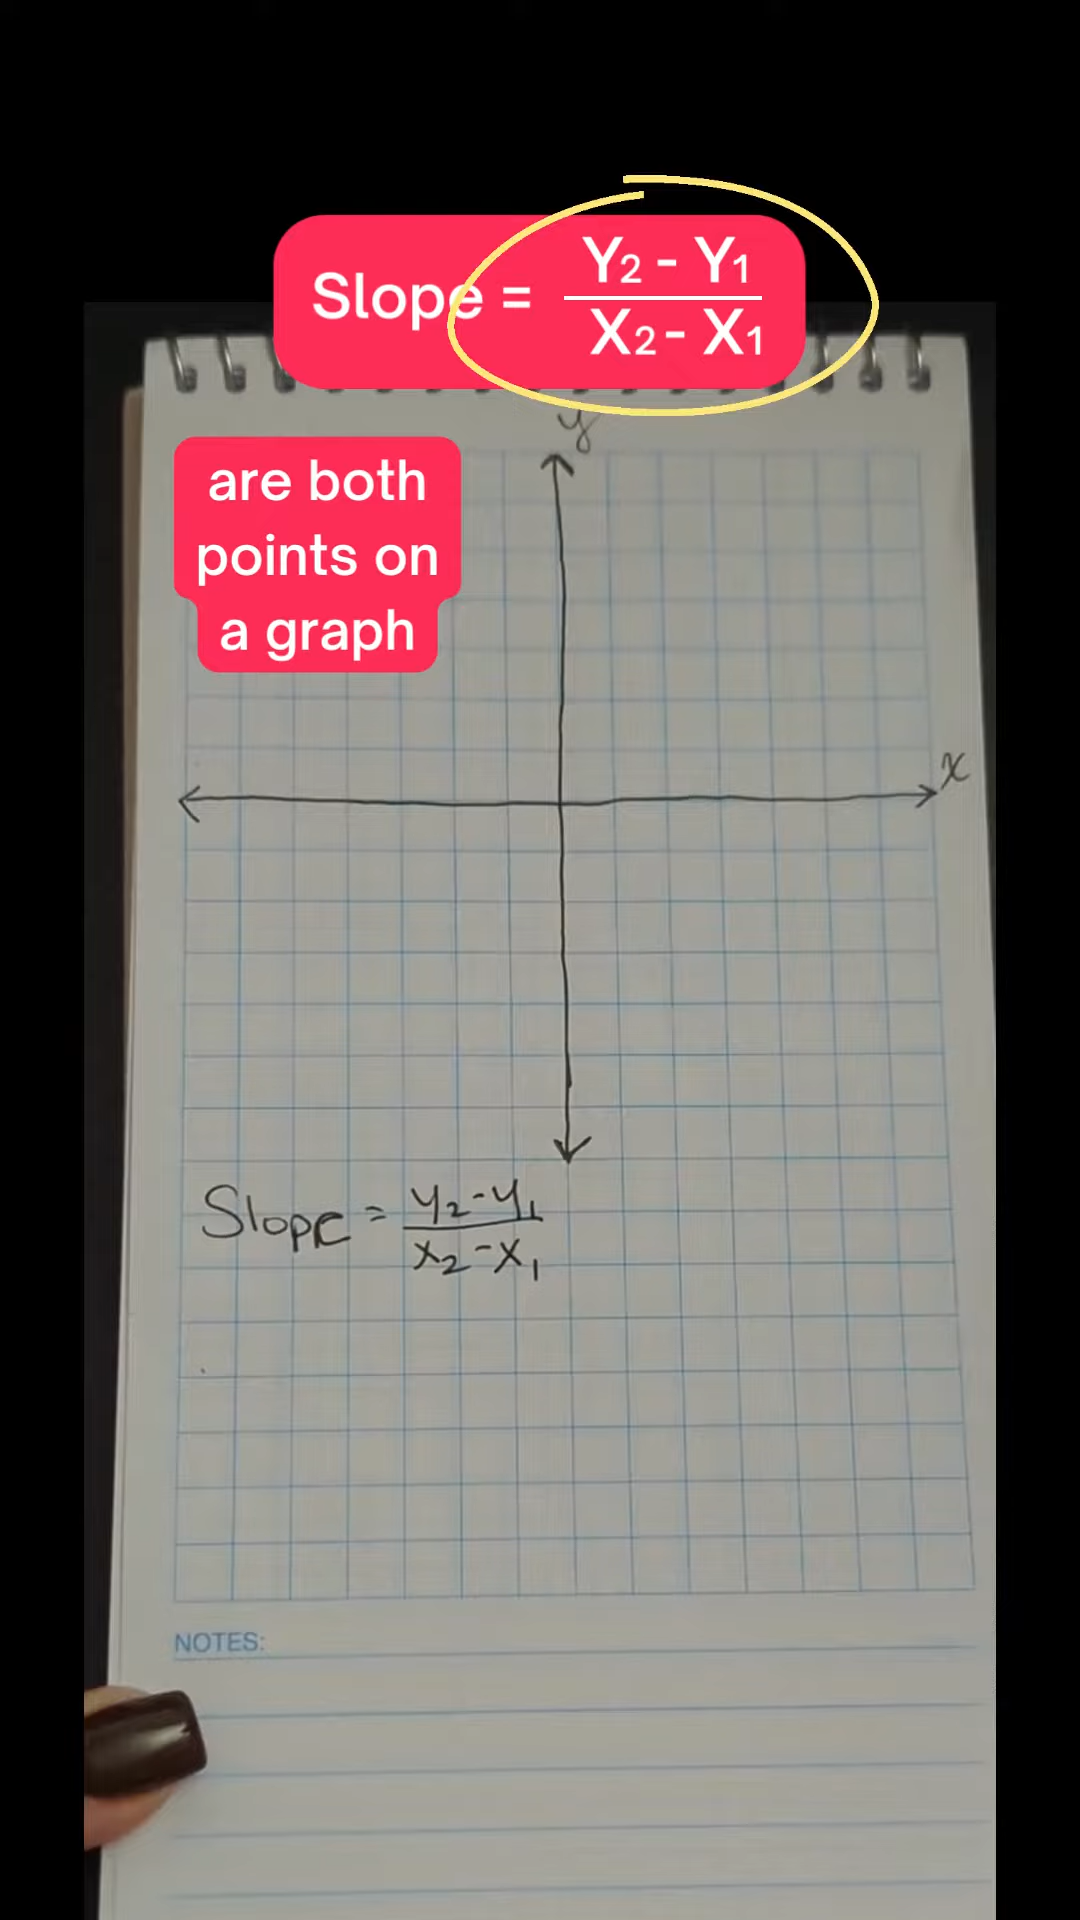 Slope = Y₂ - Y₁
X₂ - X₁
y
are both
points on
a graph
x
Slope = y₂-y₁
x₂-x₁
NOTES: